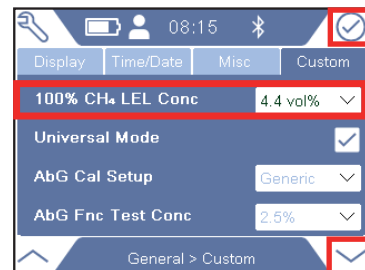 08:15
Display Time/Date Misc Custom
100% CH₄ LEL Conc 4.4 vol%
Universal Mode
AbG Cal Setup Generic
AbG Fnc Test Conc 2.5%
General > Custom